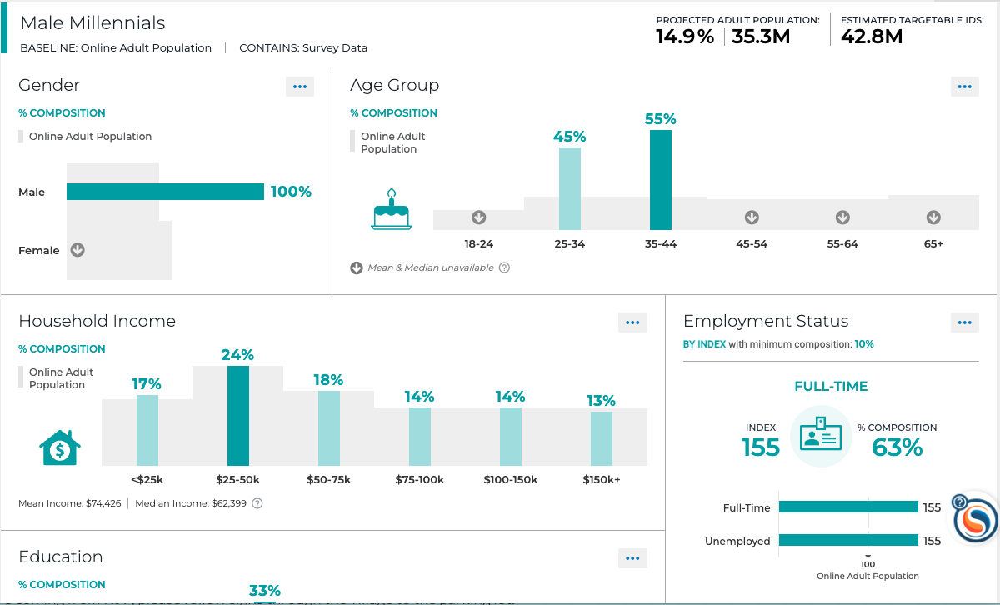 Male Millennials
BASELINE: Online Adult Population | CONTAINS: Survey Data
PROJECTED ADULT POPULATION:
14.9% | 35.3M
ESTIMATED TARGETABLE IDS:
42.8M
Gender
% COMPOSITION
Online Adult Population
Male 100%
Female
Age Group
% COMPOSITION
Online Adult
Population
45% 55%
18-24 25-34 35-44 45-54 55-64 65+
Mean & Median unavailable ?
Household Income
% COMPOSITION
Online Adult
Population
17% 24% 18% 14% 14% 13%
$
<$25k $25-50k $50-75k $75-100k $100-150k $150k+
Mean Income: $74,426 | Median Income: $62,399 ?
Employment Status
BY INDEX with minimum composition: 10%
FULL-TIME
INDEX
155
% COMPOSITION
63%
Full-Time 155
?
Unemployed 155
100
Online Adult Population
Education
% COMPOSITION
33%